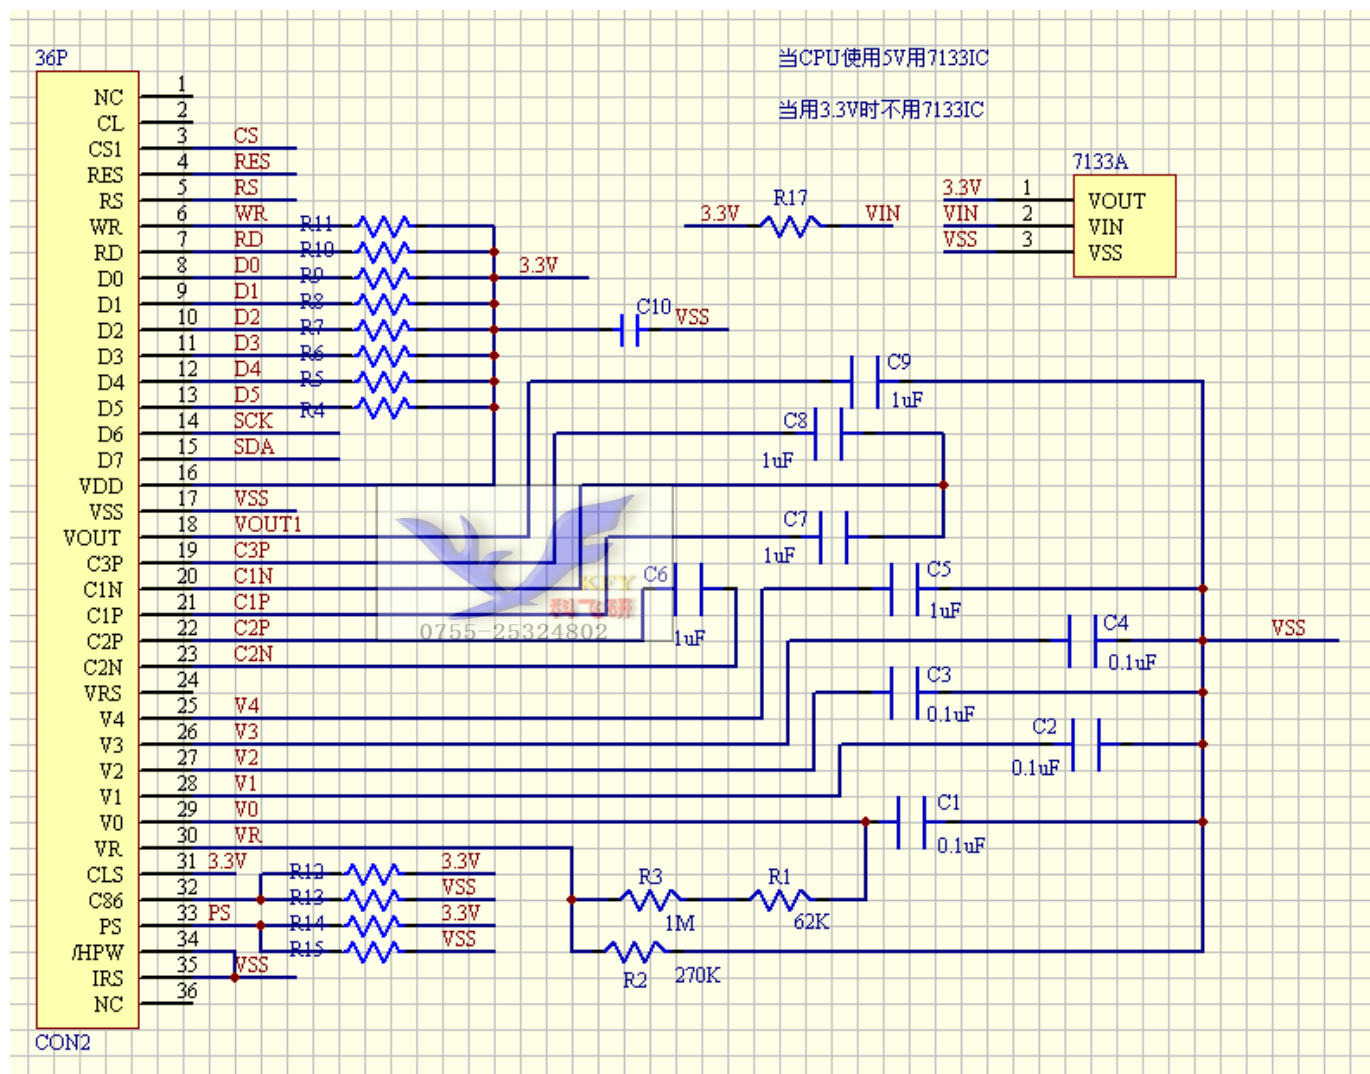 36P
当CPU使用5V用7133IC
当用3.3V时不用7133IC
NC 1
CL 2
CS1 3 CS
RES 4 RES
RS 5 RS
WR 6 WR R11
RD 7 RD R10
D0 8 D0 R9 3.3V
D1 9 D1 R8
D2 10 D2 R7 C10 VSS
D3 11 D3 R6
D4 12 D4 R5
D5 13 D5 R4
D6 14 SCK
D7 15 SDA
VDD 16
VSS 17 VSS
VOUT 18 VOUT1
C3P 19 C3P
C1N 20 C1N
C1P 21 C1P
C2P 22 C2P
C2N 23 C2N
VRS 24
V4 25 V4
V3 26 V3
V2 27 V2
V1 28 V1
V0 29 V0
VR 30 VR
CLS 31 3.3V R12 3.3V
C86 32 R13 VSS
PS 33 PS R14 3.3V
/HPW 34 R15 VSS
IRS 35 VSS
NC 36
CON2
7133A
3.3V 1 VOUT
VIN 2 VIN
VSS 3 VSS
3.3V R17 VIN
C9
1uF
C8
1uF
C7
1uF
C6
1uF
C5
1uF
C4
0.1uF
VSS
C3
0.1uF
C2
0.1uF
C1
0.1uF
R3 R1
1M 62K
R2 270K
KFY
科飞研
0755-25324802